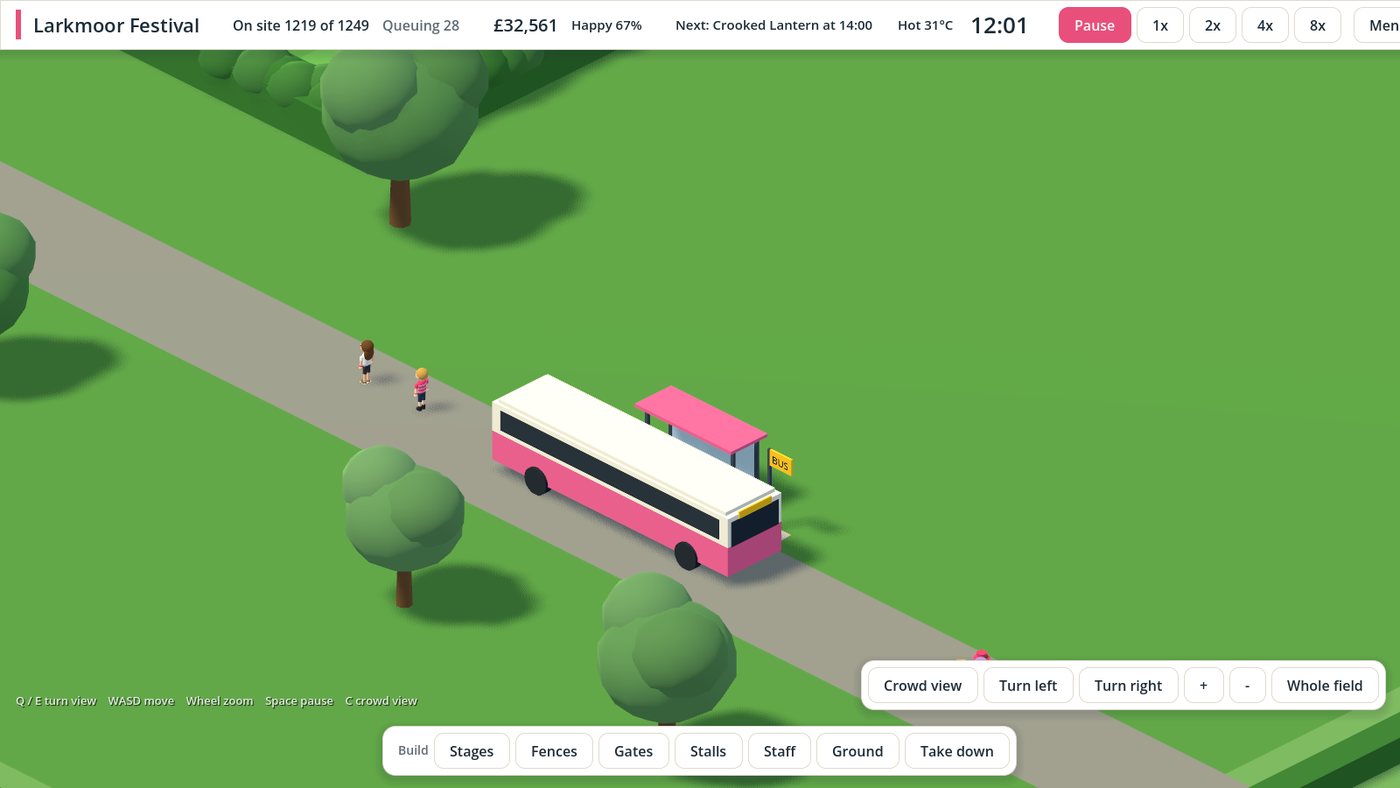 Larkmoor Festival On site 1219 of 1249 Queuing 28 £32,561 Happy 67% Next: Crooked Lantern at 14:00 Hot 31°C 12:01 Pause 1x 2x 4x 8x Men
BUS
Crowd view Turn left Turn right + - Whole field
Q / E turn view WASD move Wheel zoom Space pause C crowd view
Build Stages Fences Gates Stalls Staff Ground Take down